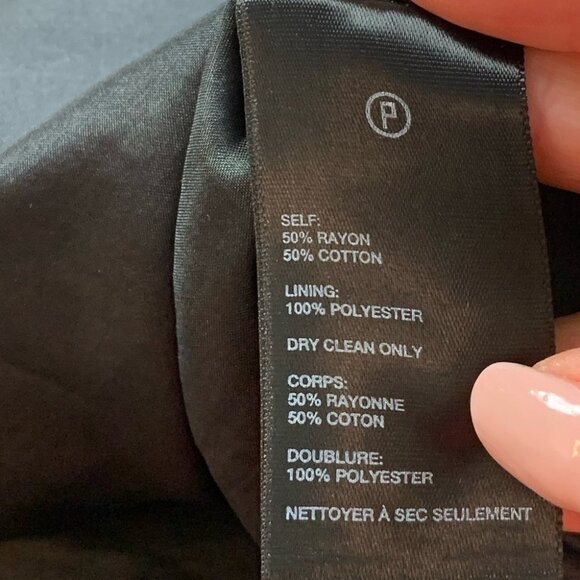 P
SELF:
50% RAYON
50% COTTON
LINING:
100% POLYESTER
DRY CLEAN ONLY
CORPS:
50% RAYONNE
50% COTON
DOUBLURE:
100% POLYESTER
NETTOYER À SEC SEULEMENT